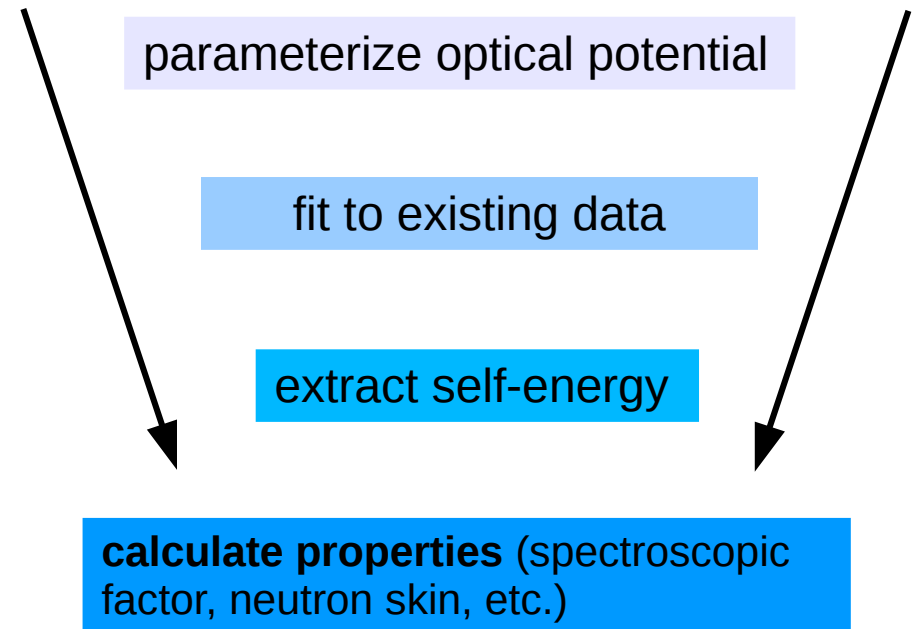 parameterize optical potential
fit to existing data
extract self-energy
calculate properties (spectroscopic
factor, neutron skin, etc.)